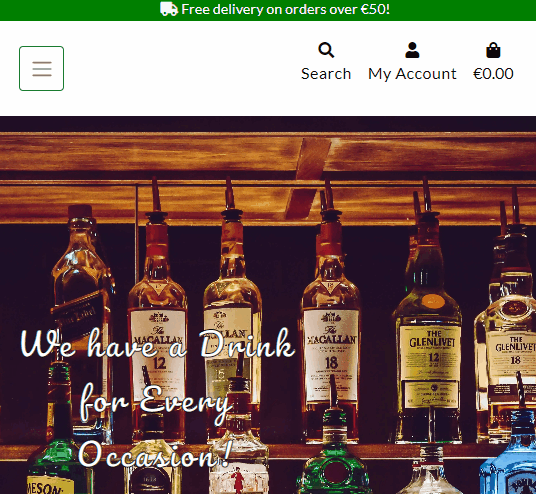 Free delivery on orders over €50!
Search
My Account
€0.00
We have a Drink
for Every
Occasion!
The
MACALLAN
12
The
MACALLAN
The
MACALLAN
18
THE
GLENLIVET
12
THE
GLENLIVET
18